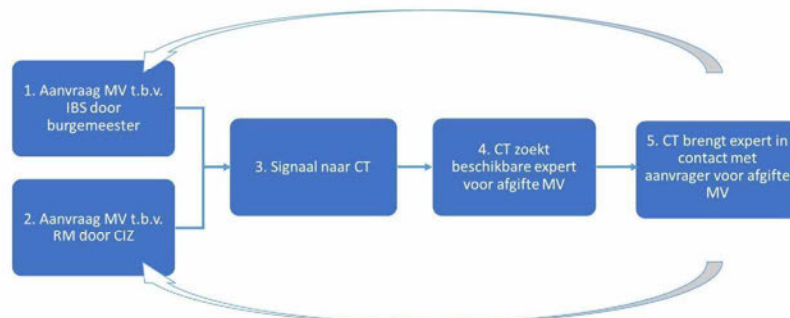 1. Aanvraag MV t.b.v.
IBS door
burgemeester
2. Aanvraag MV t.b.v.
RM door CIZ
3. Signaal naar CT
4. CT zoekt
beschikbare expert
voor afgifte MV
5. CT brengt expert in
contact met
aanvrager voor afgifte
MV